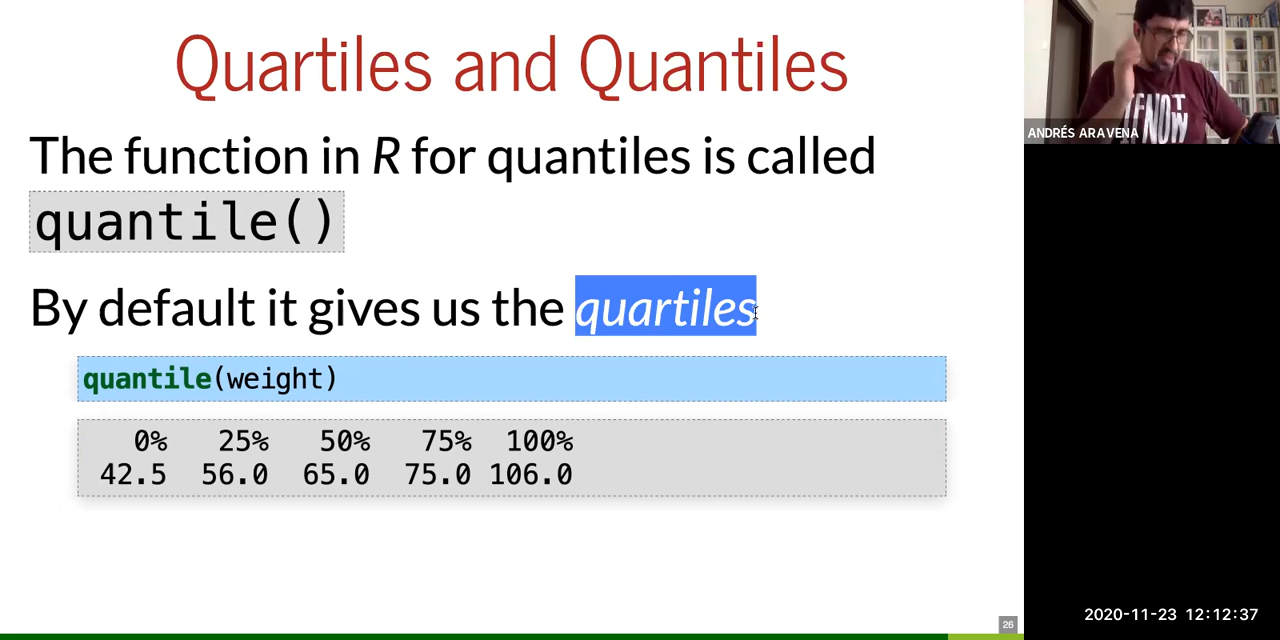 Quartiles and Quantiles
The function in R for quantiles is called
quantile()
By default it gives us the quartiles
quantile(weight)
0% 25% 50% 75% 100%
42.5 56.0 65.0 75.0 106.0
26
ANDRÉS ARAVENA
2020-11-23 12:12:37